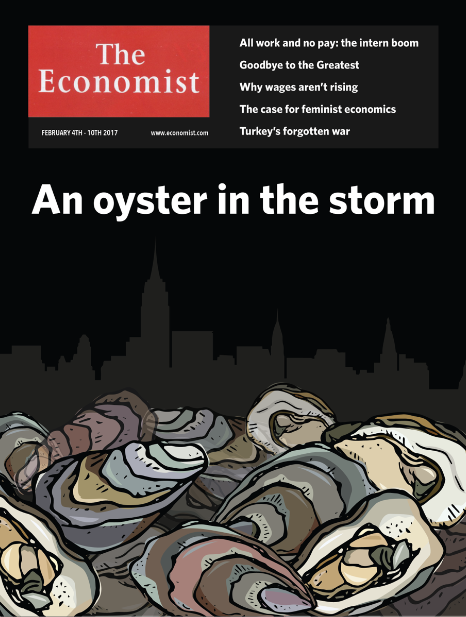 The
Economist
FEBRUARY 4TH - 10TH 2017
www.economist.com
All work and no pay: the intern boom
Goodbye to the Greatest
Why wages aren't rising
The case for feminist economics
Turkey's forgotten war
An oyster in the storm